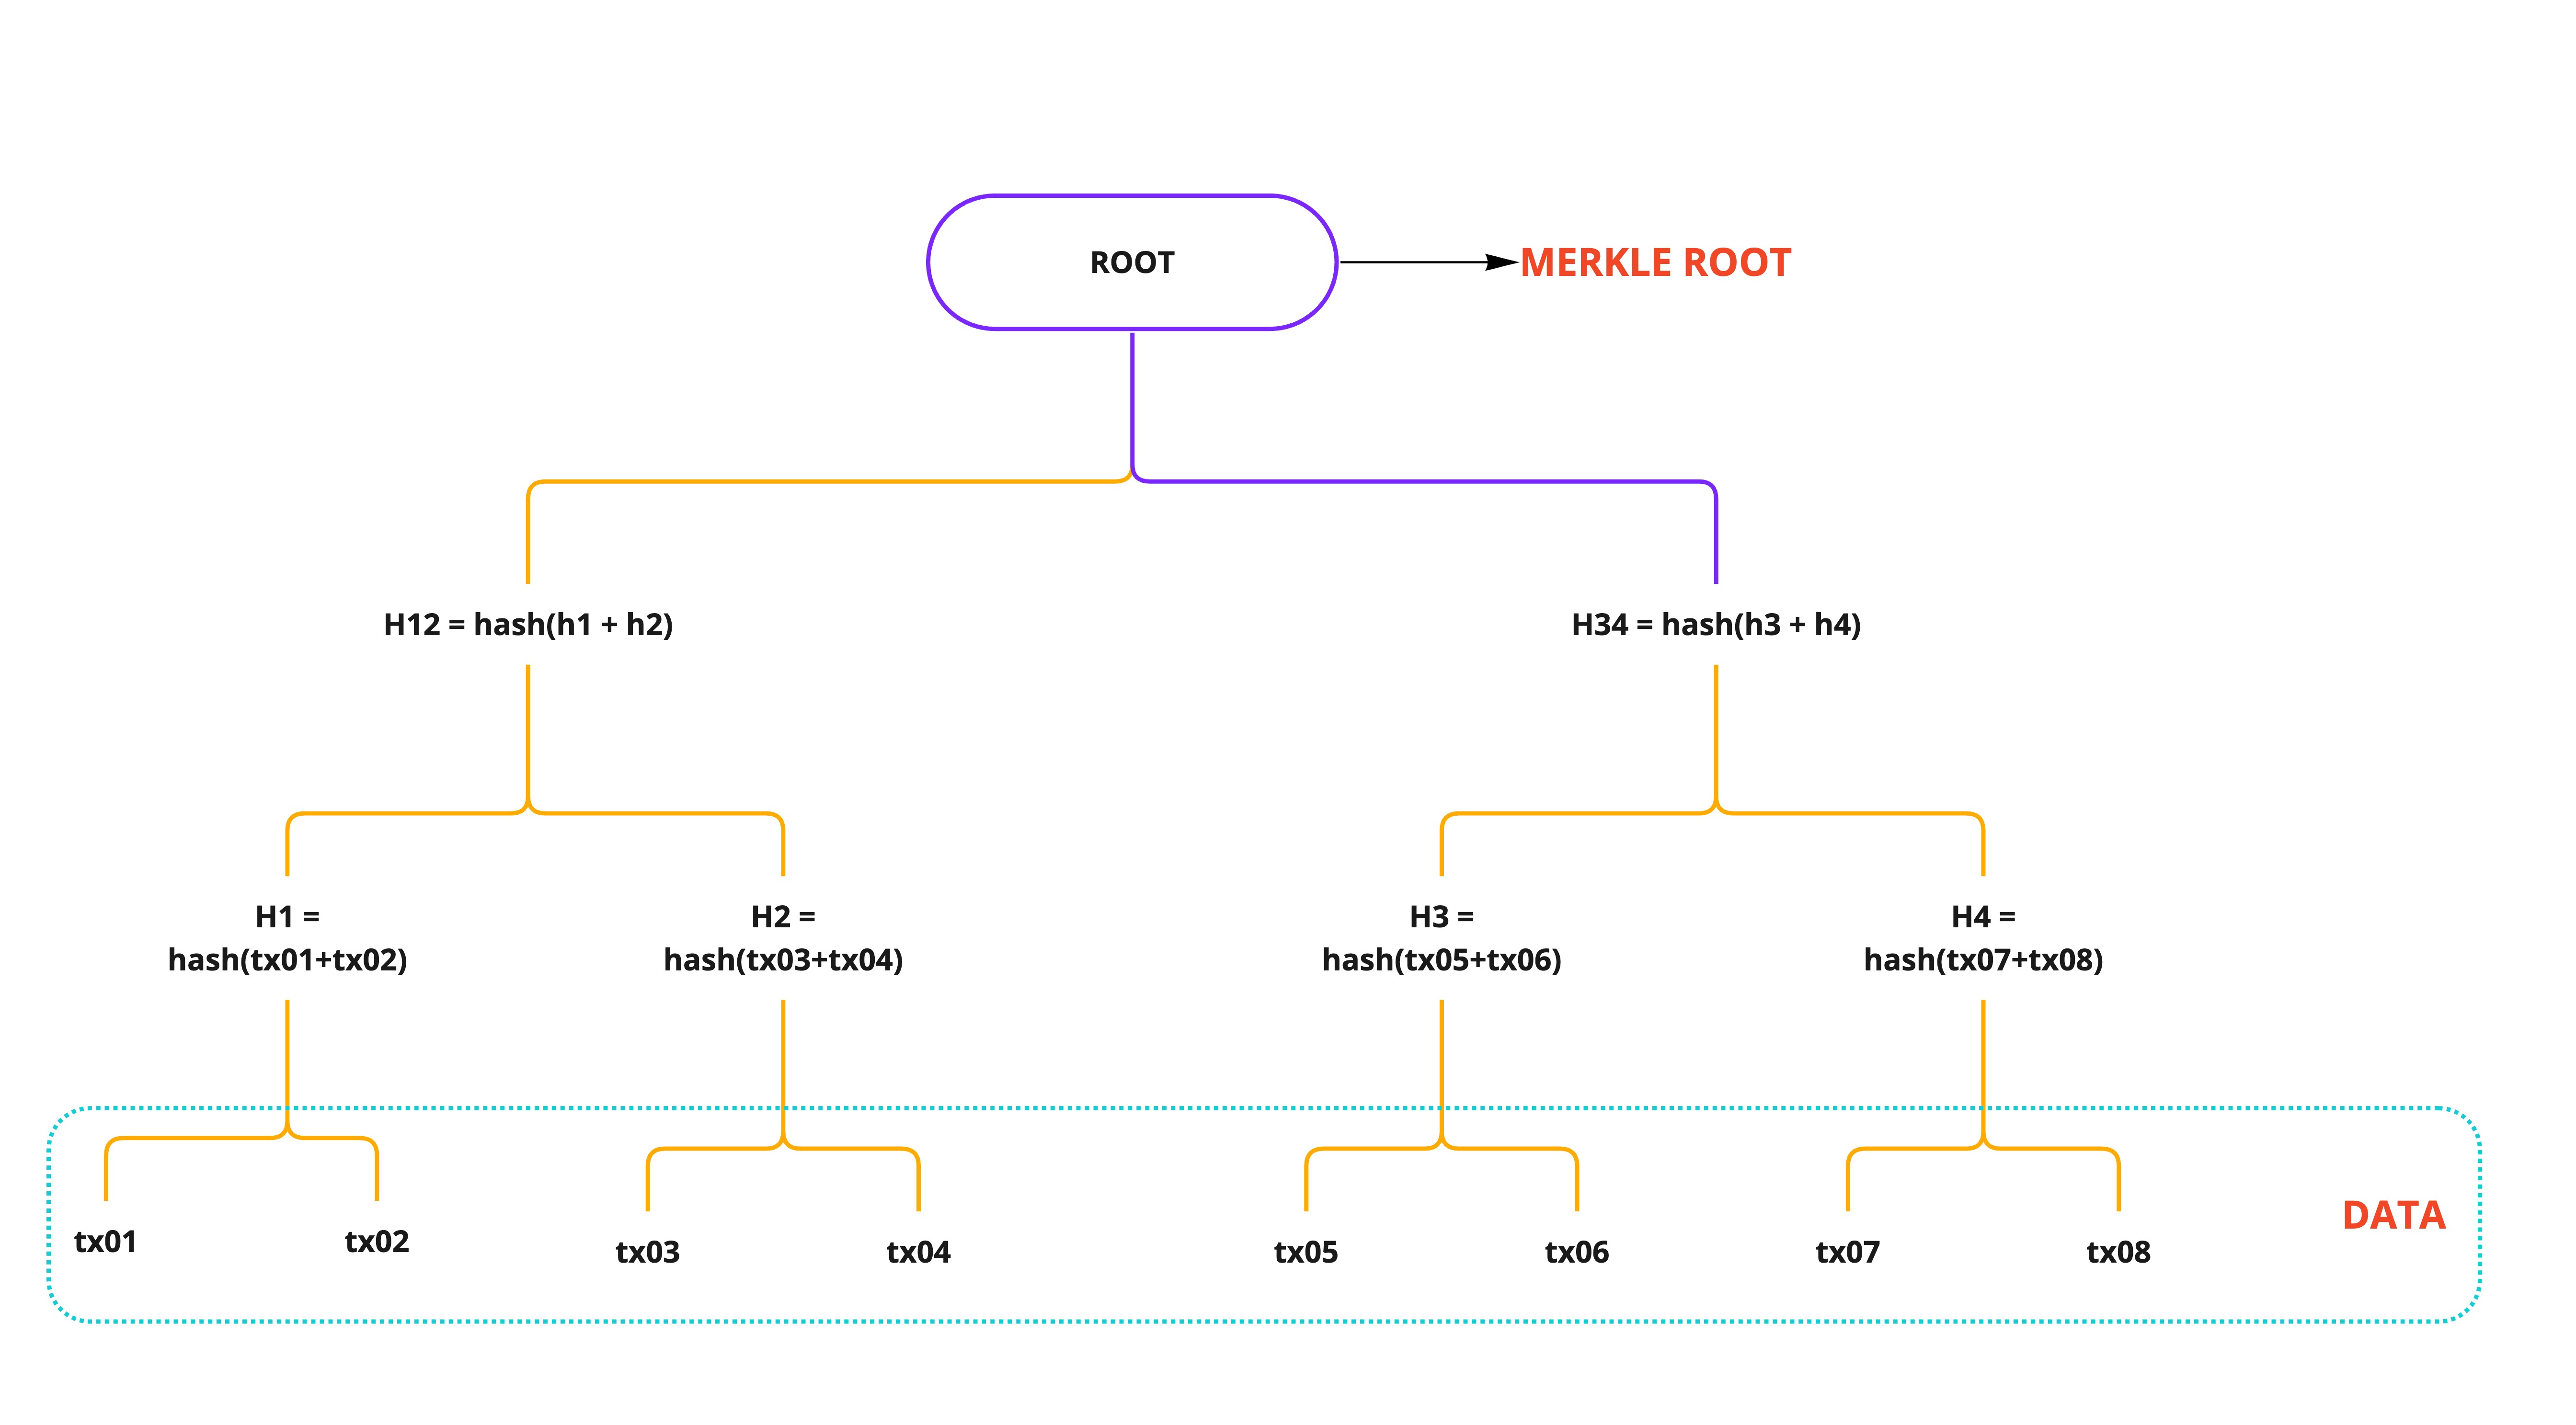 ROOT
MERKLE ROOT
H12 = hash(h1 + h2)
H34 = hash(h3 + h4)
H1 =
hash(tx01+tx02)
H2 =
hash(tx03+tx04)
H3 =
hash(tx05+tx06)
H4 =
hash(tx07+tx08)
tx01
tx02
tx03
tx04
tx05
tx06
tx07
tx08
DATA